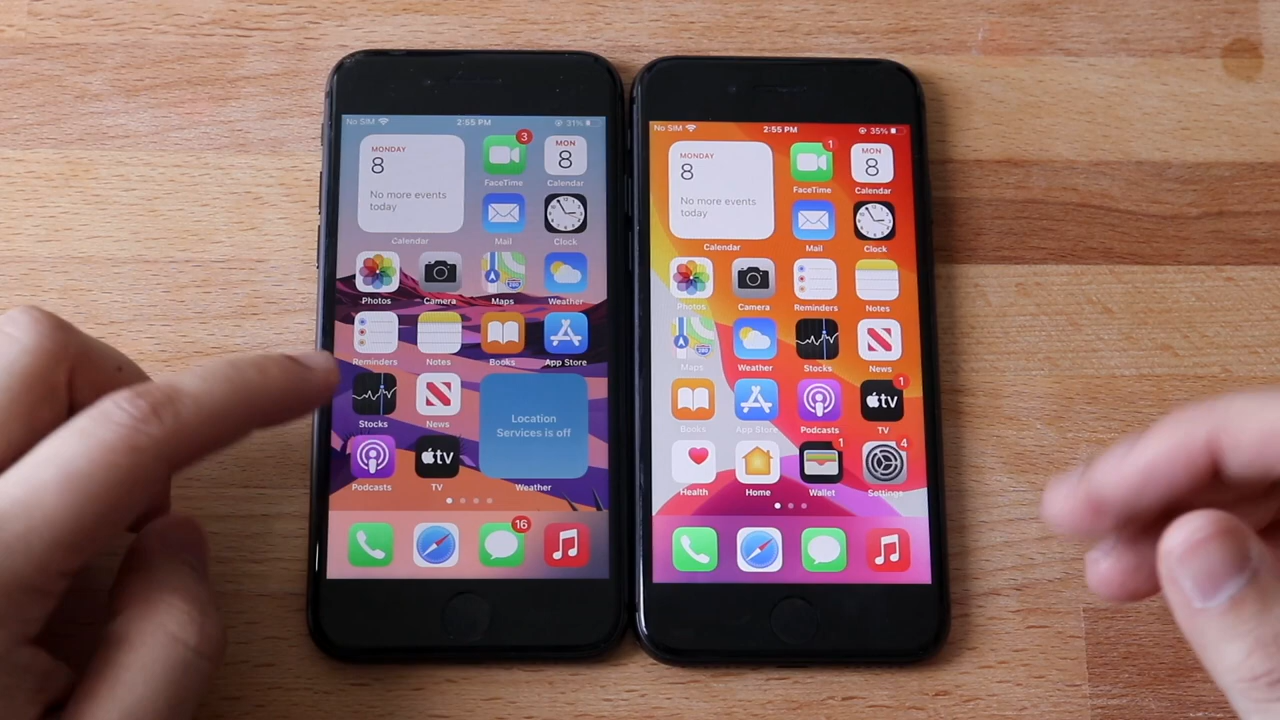 No SIM 2:55 PM 31%
MONDAY
8
No more events
today
Calendar
3
FaceTime
MON
8
Calendar
Mail
Clock
Photos
Camera
Maps
Weather
Reminders
Notes
Books
App Store
Stocks
News
Location
Services is off
Podcasts
tv
TV
Weather
16
No SIM 2:55 PM 35%
MONDAY
8
No more events
today
Calendar
1
FaceTime
MON
8
Calendar
Mail
Clock
Photos
Camera
Reminders
Notes
Maps
Weather
Stocks
News
Books
App Store
Podcasts
1
tv
TV
Health
Home
1
Wallet
4
Settings